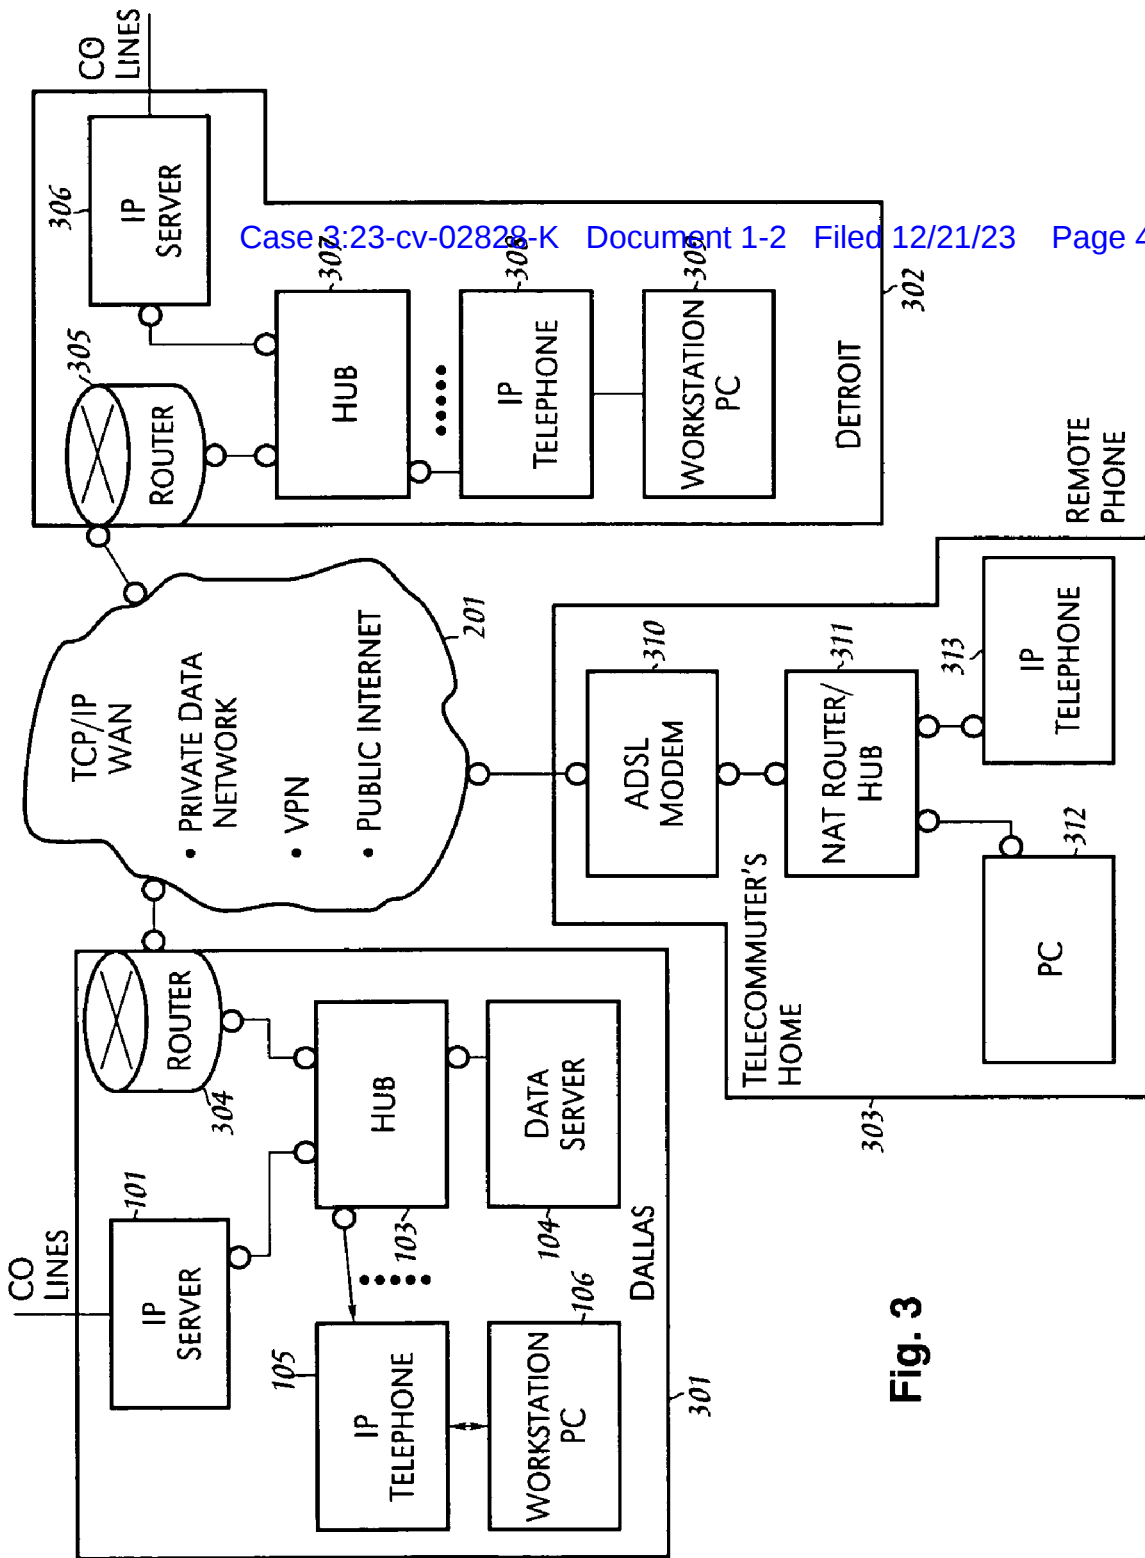 Case 3:23-cv-02828-K Document 1-2 Filed 12/21/23 Page 4
CO
LINES
101
IP
SERVER
304
ROUTER
103
HUB
105
IP
TELEPHONE
106
WORKSTATION
PC
104
DATA
SERVER
DALLAS
301
TCP/IP
WAN
• PRIVATE DATA
NETWORK
• VPN
• PUBLIC INTERNET
201
CO
LINES
306
IP
SERVER
305
ROUTER
307
HUB
308
IP
TELEPHONE
309
WORKSTATION
PC
DETROIT
302
TELECOMMUTER'S
HOME
310
ADSL
MODEM
311
NAT ROUTER/
HUB
312
PC
313
IP
TELEPHONE
REMOTE
PHONE
303
Fig. 3